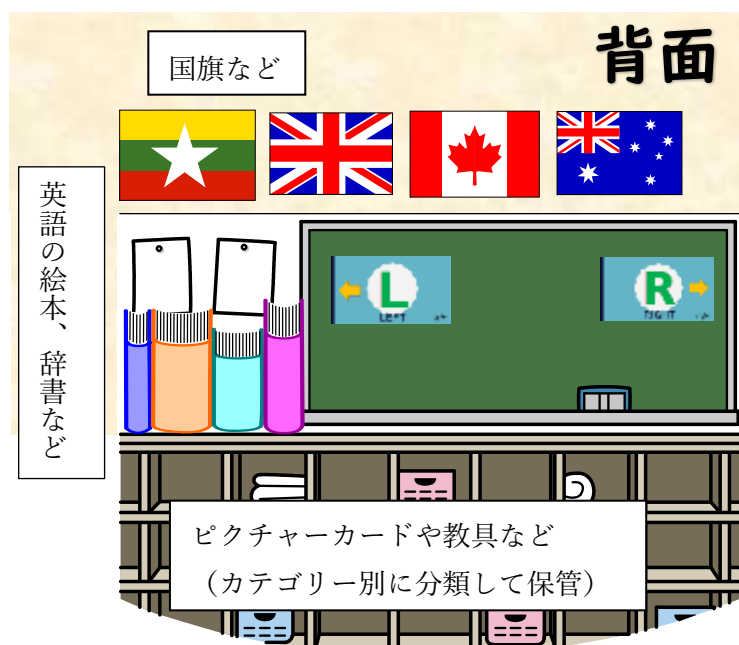 背面
国旗など
英語の絵本、辞書など
L
LEFT
R
RIGHT
ピクチャーカードや教具など
（カテゴリー別に分類して保管）